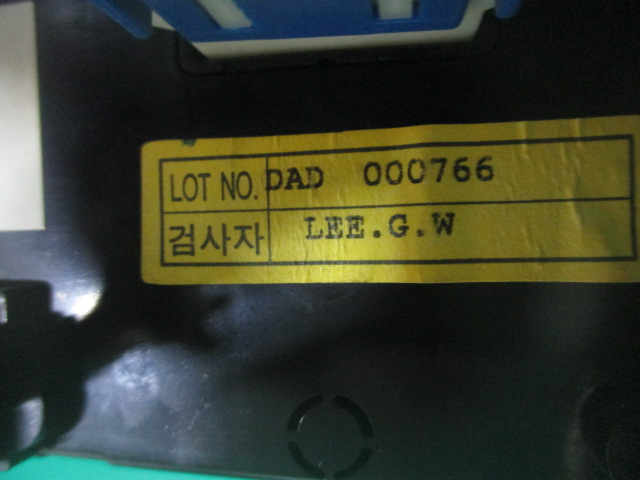 LOT NO. DAD 000766
검사자 LEE.G.W